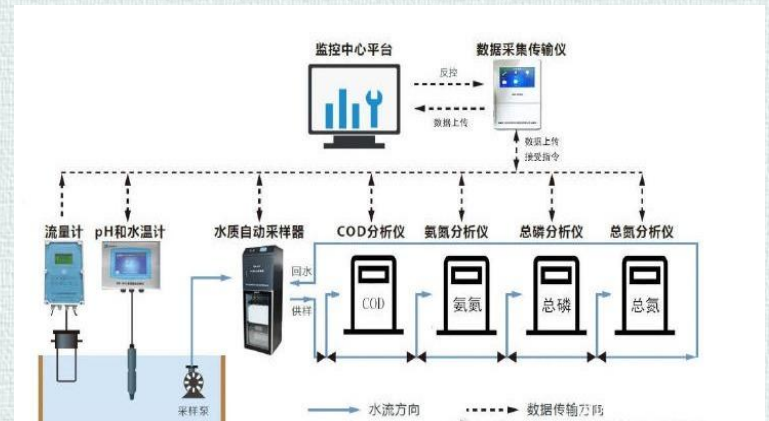 监控中心平台
数据采集传输仪
反控
数据上传
数据上传
接受指令
流量计
pH和水温计
水质自动采样器
COD分析仪
氨氮分析仪
总磷分析仪
总氮分析仪
回水
供样
COD
氨氮
总磷
总氮
采样泵
水流方向
数据传输方向